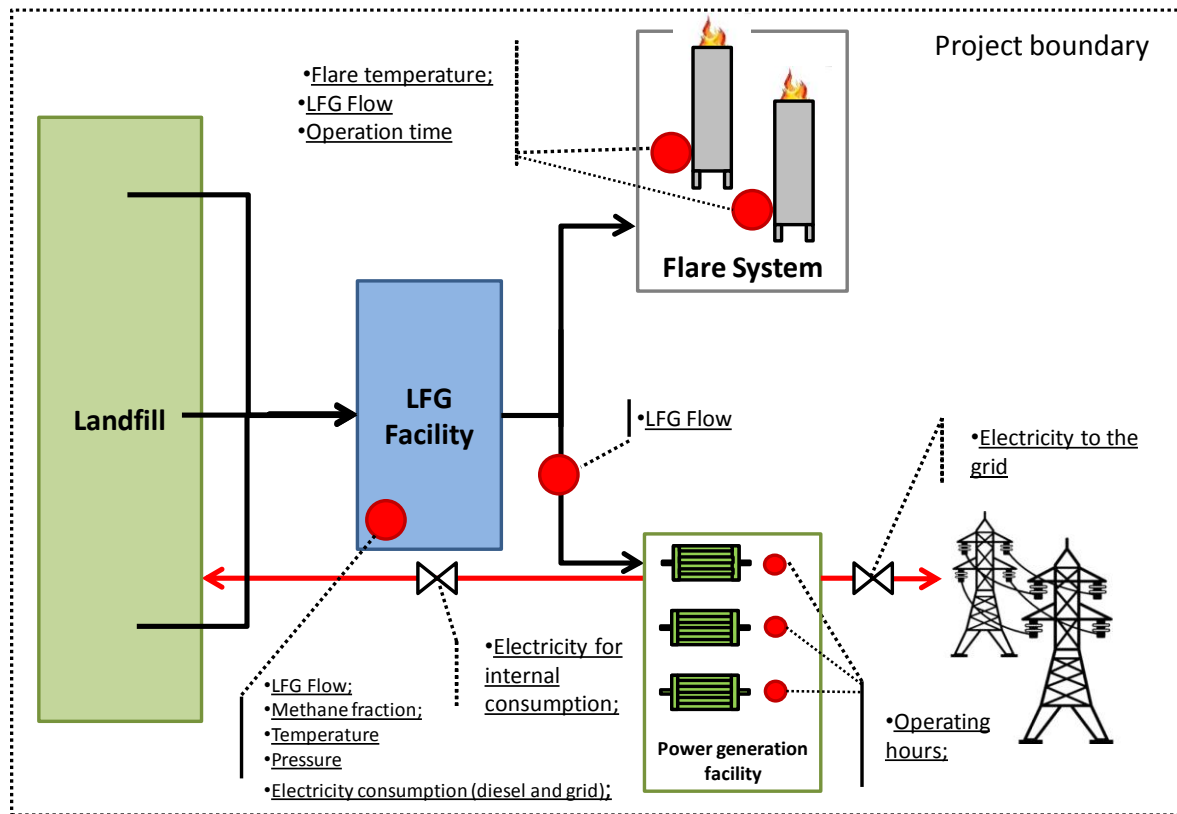 Project boundary
•Flare temperature;
•LFG Flow
•Operation time
Flare System
Landfill
LFG
Facility
•LFG Flow
•Electricity to the
grid
•Electricity for
internal
consumption;
•LFG Flow;
•Methane fraction;
•Temperature
•Pressure
•Electricity consumption (diesel and grid);
Power generation
facility
•Operating
hours;